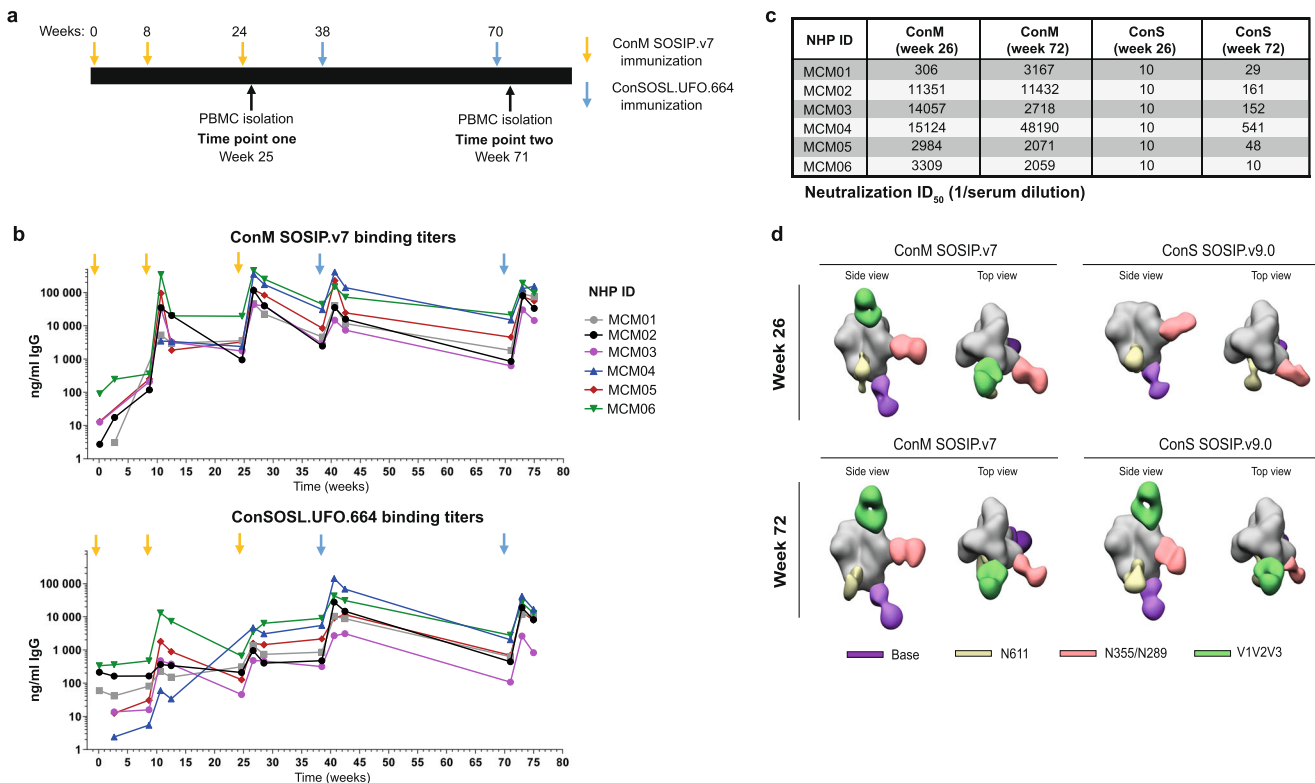 a
Weeks: 0 8 24 38 70
ConM SOSIP.v7
immunization
ConSOSL.UFO.664
immunization
PBMC isolation PBMC isolation
Time point one Time point two
Week 25 Week 71
c
NHP ID ConM (week 26) ConM (week 72) ConS (week 26) ConS (week 72)
MCM01 306 3167 10 29
MCM02 11351 11432 10 161
MCM03 14057 2718 10 152
MCM04 15124 48190 10 541
MCM05 2984 2071 10 48
MCM06 3309 2059 10 10
Neutralization ID50 (1/serum dilution)
b
ConM SOSIP.v7 binding titers
ng/ml IgG
100 000
10 000
1 000
100
10
1
0 5 10 15 20 25 30 35 40 45 50 55 60 65 70 75 80
Time (weeks)
NHP ID
MCM01
MCM02
MCM03
MCM04
MCM05
MCM06
ConSOSL.UFO.664 binding titers
ng/ml IgG
100 000
10 000
1 000
100
10
1
0 5 10 15 20 25 30 35 40 45 50 55 60 65 70 75 80
Time (weeks)
d
ConM SOSIP.v7 ConS SOSIP.v9.0
Side view Top view Side view Top view
Week 26
ConM SOSIP.v7 ConS SOSIP.v9.0
Side view Top view Side view Top view
Week 72
Base N611 N355/N289 V1V2V3